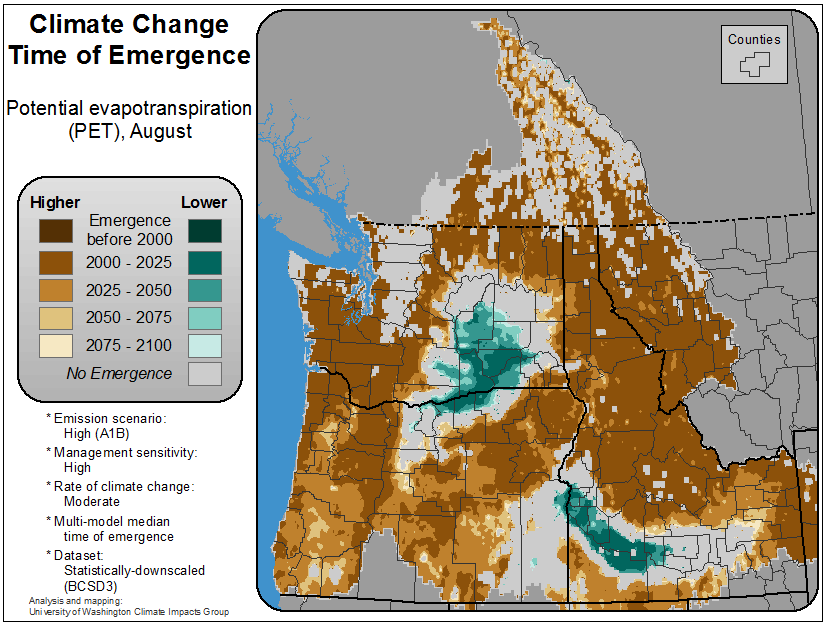 Climate Change
Time of Emergence
Potential evapotranspiration
(PET), August
Higher Lower
Emergence
before 2000
2000 - 2025
2025 - 2050
2050 - 2075
2075 - 2100
No Emergence
* Emission scenario:
High (A1B)
* Management sensitivity:
High
* Rate of climate change:
Moderate
* Multi-model median
time of emergence
* Dataset:
Statistically-downscaled
(BCSD3)
Analysis and mapping:
University of Washington Climate Impacts Group
Counties